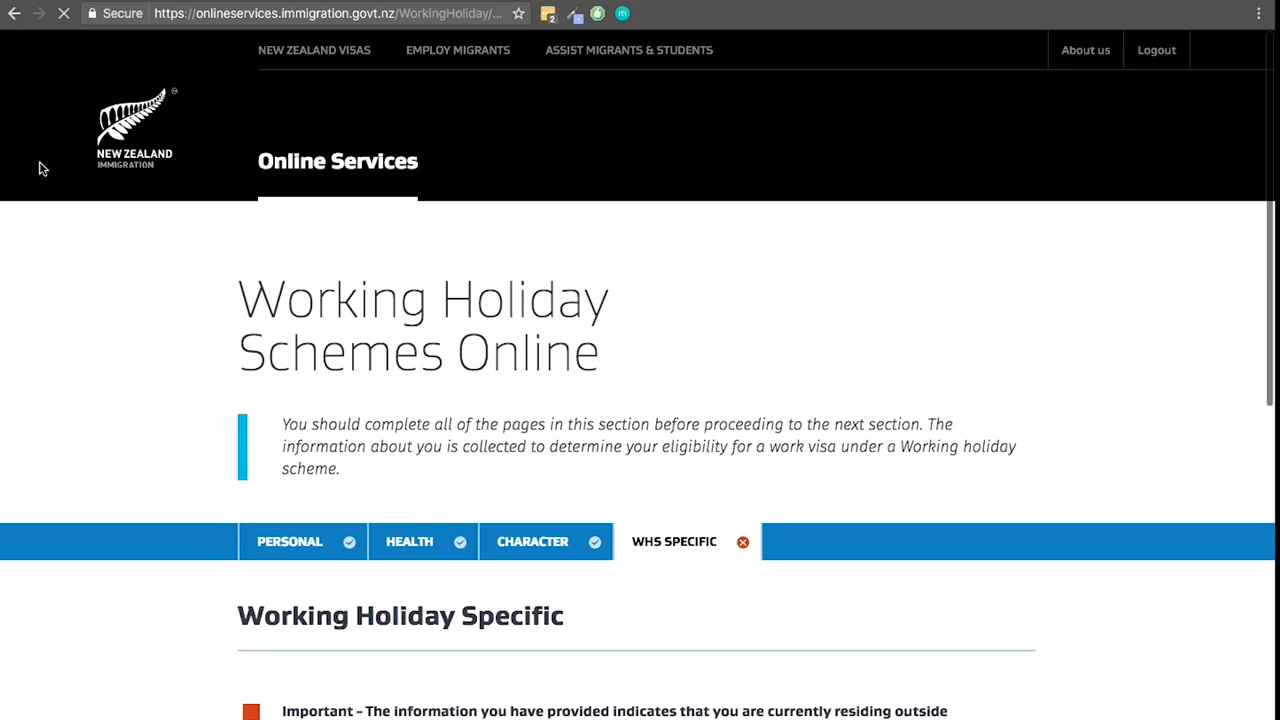 Secure https://onlineservices.immigration.govt.nz/WorkingHoliday/...
2
m
NEW ZEALAND VISAS EMPLOY MIGRANTS ASSIST MIGRANTS & STUDENTS About us Logout
NEW ZEALAND
IMMIGRATION
Online Services
Working Holiday
Schemes Online
You should complete all of the pages in this section before proceeding to the next section. The
information about you is collected to determine your eligibility for a work visa under a Working holiday
scheme.
PERSONAL HEALTH CHARACTER WHS SPECIFIC
Working Holiday Specific
Important - The information you have provided indicates that you are currently residing outside